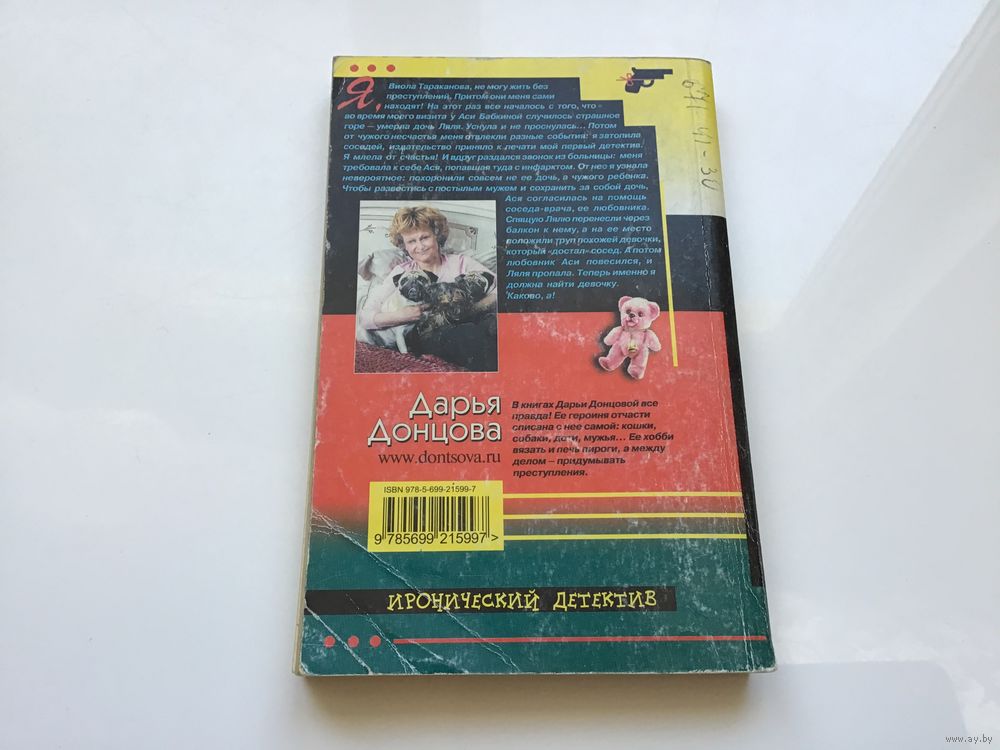 Я,
Виола Тараканова, не могу жить без
преступлений. Притом они меня сами
находят! На этот раз все началось с того, что
во время моего визита у Аси Бабкиной случилось страшное
горе – умерла дочь Ляля. Уснула и не проснулась... Потом
от чужого несчастья меня отвлекли разные события: я затопила
соседей, издательство приняло к печати мой первый детектив.
Я млела от счастья! И вдруг раздался звонок из больницы: меня
требовала к себе Ася, попавшая туда с инфарктом. От нее я узнала
невероятное: похоронили совсем не ее дочь, а чужого ребенка.
Чтобы развестись с постылым мужем и сохранить за собой дочь,
Ася согласилась на помощь
соседа-врача, ее любовника.
Спящую Лялю перенесли через
балкон к нему, а на ее место
положили труп похожей девочки,
который «достал» сосед. А потом
любовник Аси повесился, и
Ляля пропала. Теперь именно я
должна найти девочку.
Каково, а!
671-41-30
Дарья
Донцова
www.dontsova.ru
В книгах Дарьи Донцовой все
правда! Ее героиня отчасти
списана с нее самой: кошки,
собаки, дети, мужья... Ее хобби
вязать и печь пироги, а между
делом – придумывать
преступления.
ISBN 978-5-699-21599-7
9 785699 215997 >
ИРОНИЧЕСКИЙ ДЕТЕКТИВ
www.ay.by